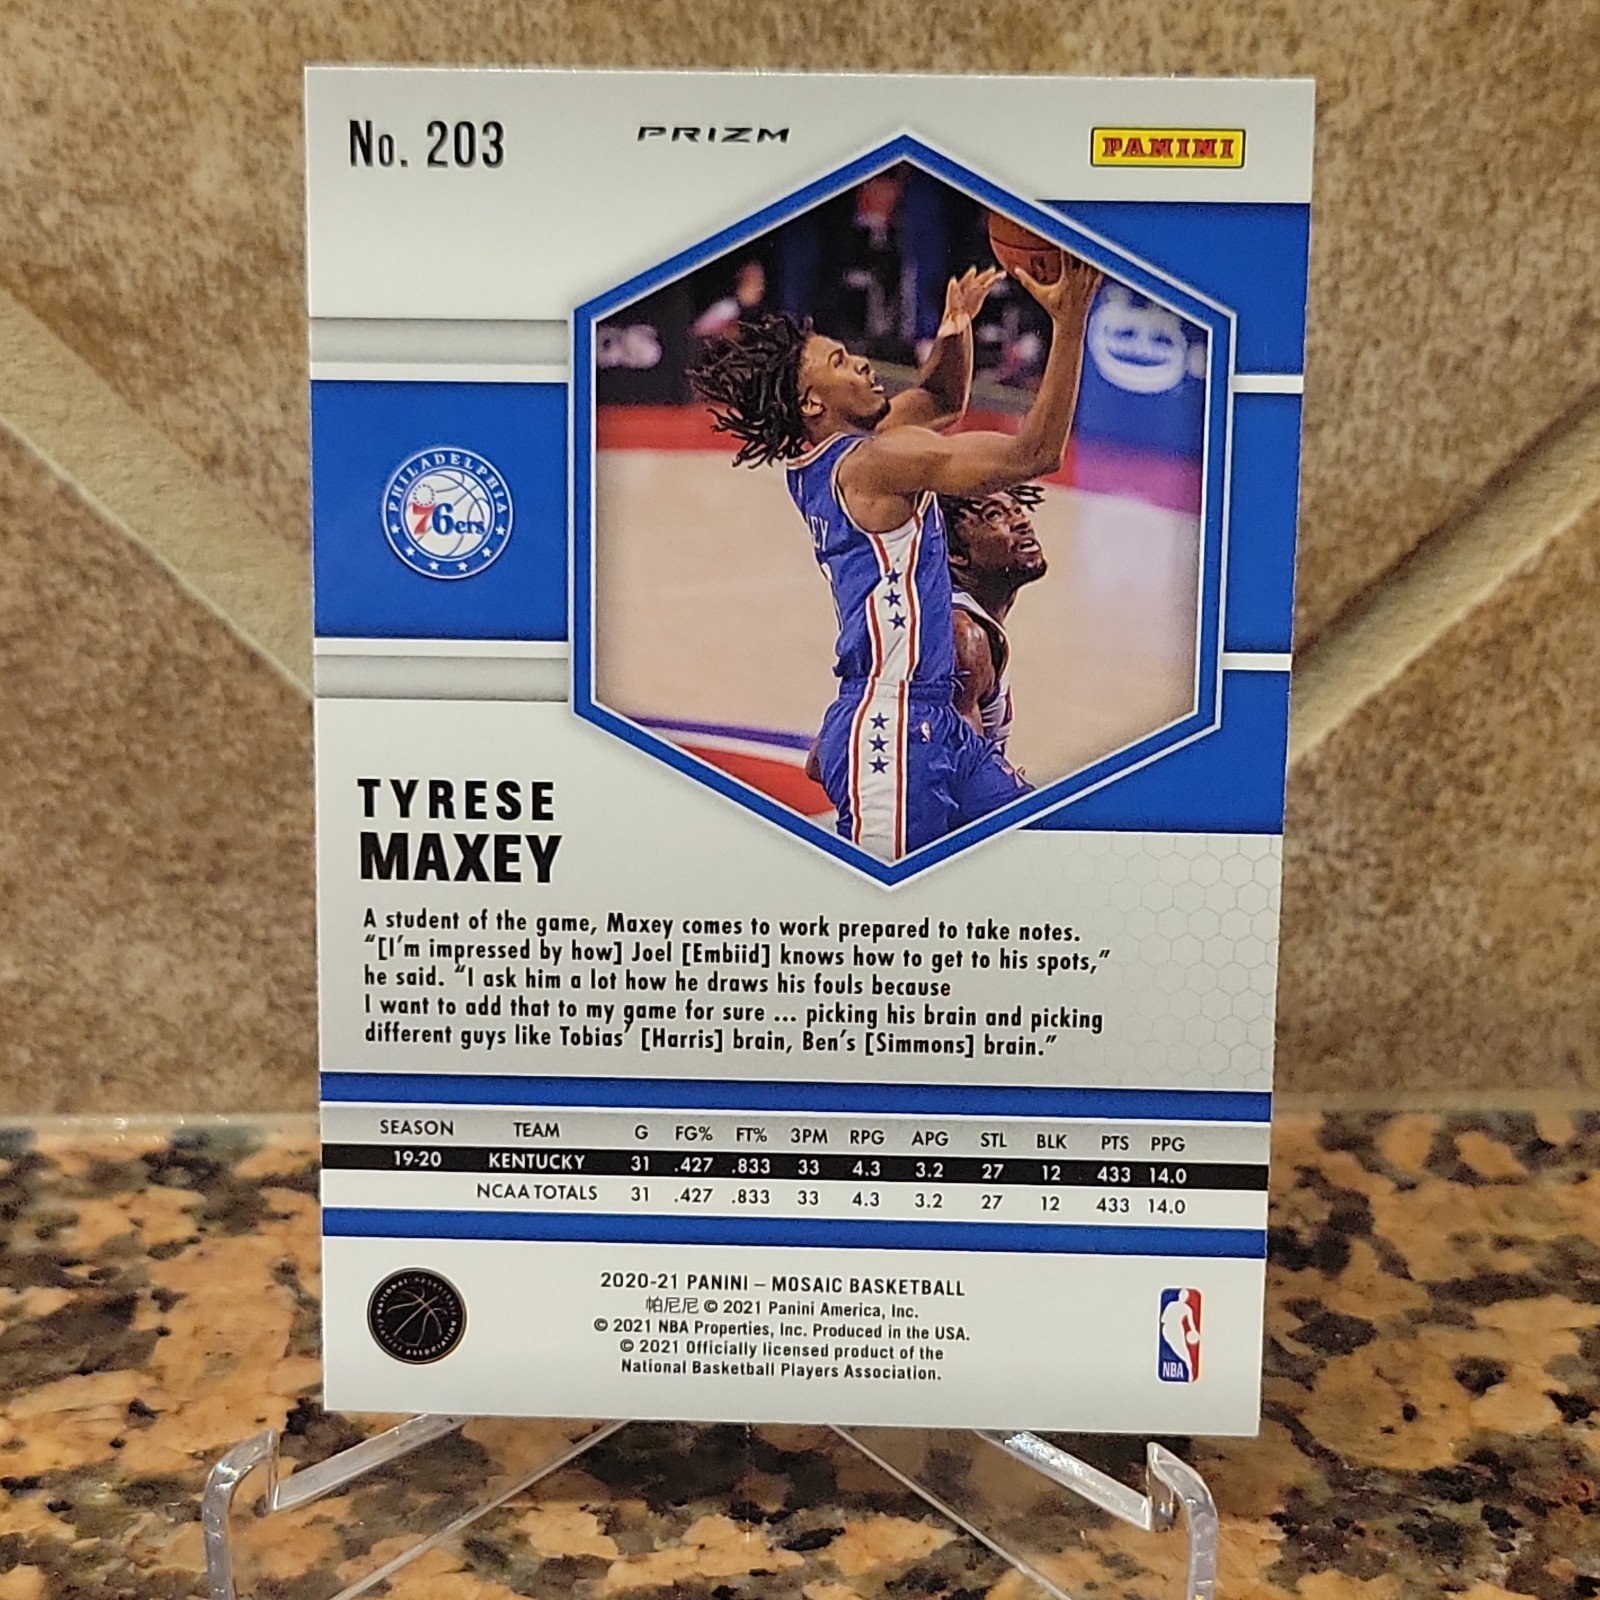 No. 203
PRIZM
PANINI
PHILADELPHIA
76ers
TYRESE
MAXEY
A student of the game, Maxey comes to work prepared to take notes.
“[I’m impressed by how] Joel [Embiid] knows how to get to his spots,”
he said. “I ask him a lot how he draws his fouls because
I want to add that to my game for sure ... picking his brain and picking
different guys like Tobias’ [Harris] brain, Ben’s [Simmons] brain.”
SEASON TEAM G FG% FT% 3PM RPG APG STL BLK PTS PPG
19-20 KENTUCKY 31 .427 .833 33 4.3 3.2 27 12 433 14.0
NCAA TOTALS 31 .427 .833 33 4.3 3.2 27 12 433 14.0
2020-21 PANINI – MOSAIC BASKETBALL
帕尼尼 © 2021 Panini America, Inc.
© 2021 NBA Properties, Inc. Produced in the USA.
© 2021 Officially licensed product of the
National Basketball Players Association.
NATIONAL BASKETBALL PLAYERS ASSOCIATION
NBA